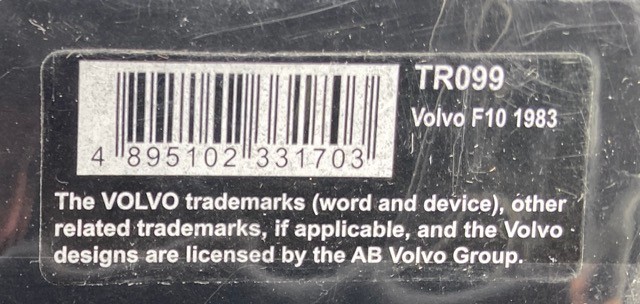 TR099
Volvo F10 1983
4 895102 331703
The VOLVO trademarks (word and device), other
related trademarks, if applicable, and the Volvo
designs are licensed by the AB Volvo Group.